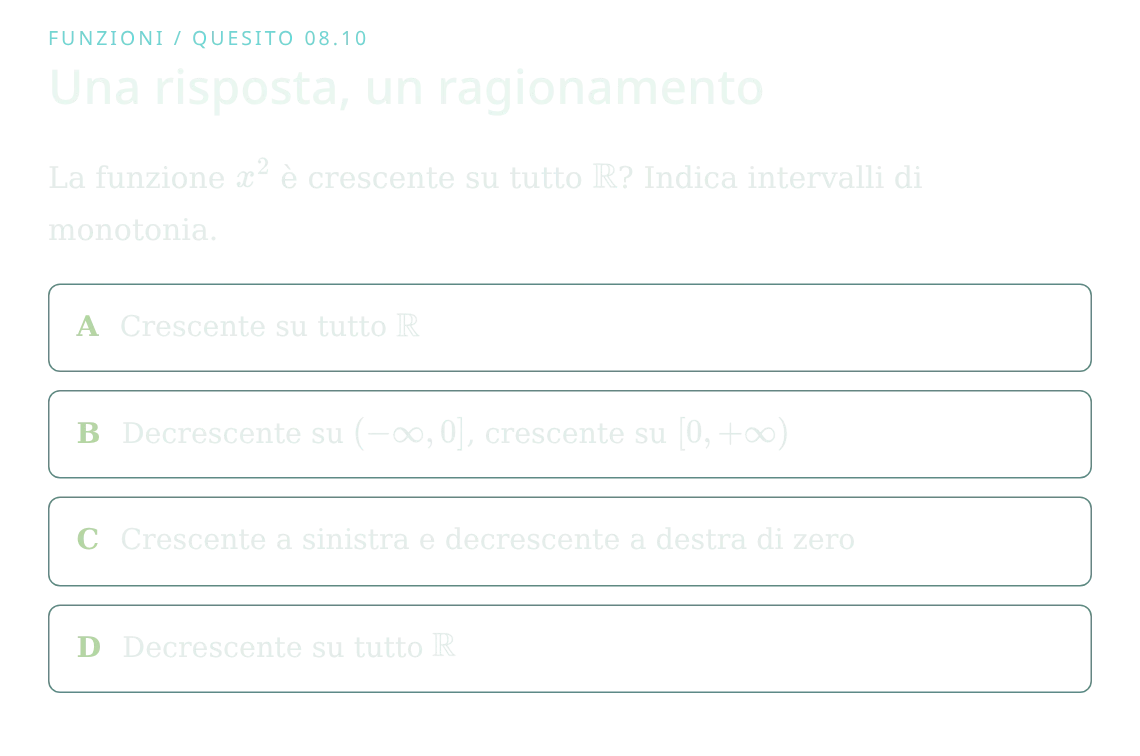 FUNZIONI / QUESITO 08.10
Una risposta, un ragionamento
La funzione x² è crescente su tutto ℝ? Indica intervalli di
monotonia.
A Crescente su tutto ℝ
B Decrescente su (−∞, 0], crescente su [0, +∞)
C Crescente a sinistra e decrescente a destra di zero
D Decrescente su tutto ℝ